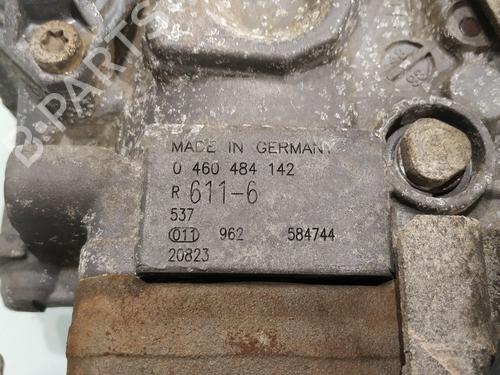 B-PARTS
MADE IN GERMANY
0 460 484 142
R 611-6
537
011 962 584744
20823